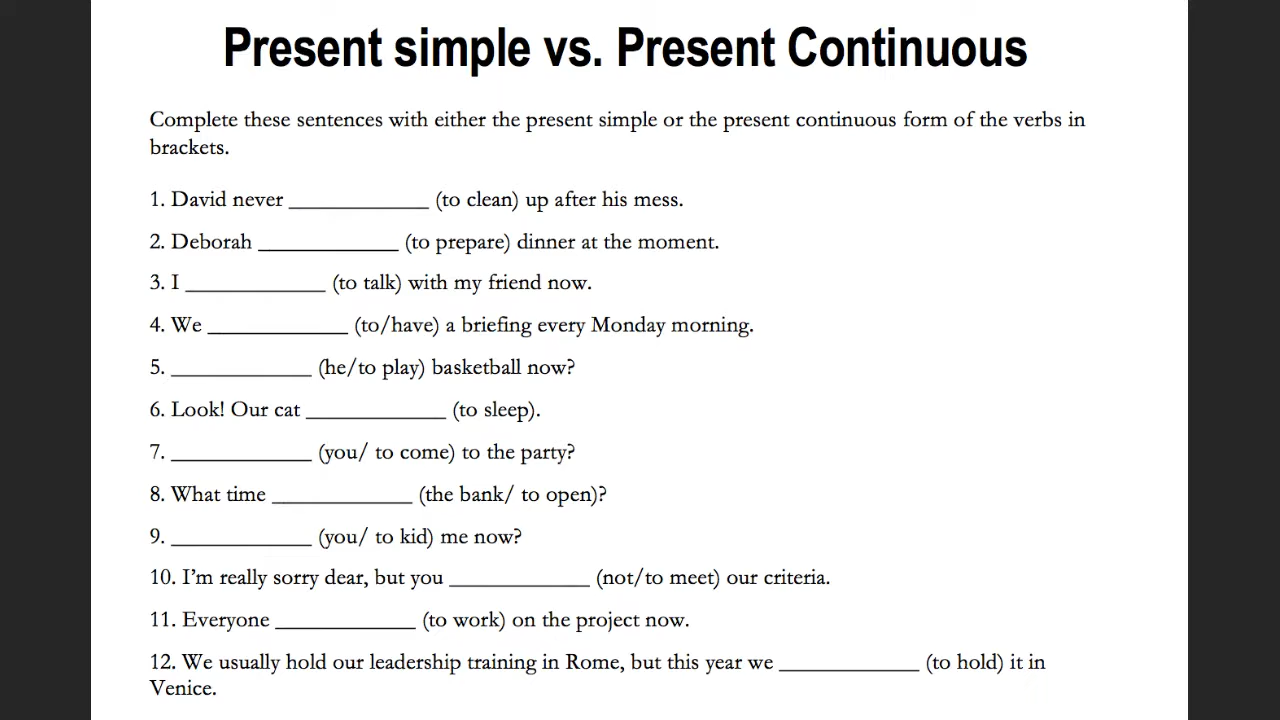 Present simple vs. Present Continuous
Complete these sentences with either the present simple or the present continuous form of the verbs in
brackets.
1. David never _____________ (to clean) up after his mess.
2. Deborah _____________ (to prepare) dinner at the moment.
3. I _____________ (to talk) with my friend now.
4. We _____________ (to/have) a briefing every Monday morning.
5. _____________ (he/to play) basketball now?
6. Look! Our cat _____________ (to sleep).
7. _____________ (you/ to come) to the party?
8. What time _____________ (the bank/ to open)?
9. _____________ (you/ to kid) me now?
10. I'm really sorry dear, but you _____________ (not/to meet) our criteria.
11. Everyone _____________ (to work) on the project now.
12. We usually hold our leadership training in Rome, but this year we _____________ (to hold) it in
Venice.